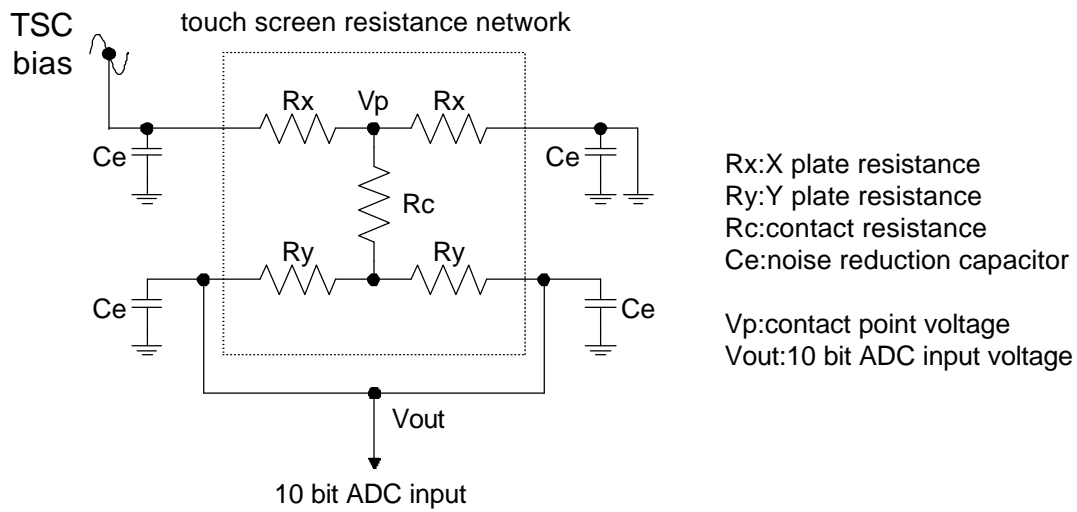 TSC
bias
touch screen resistance network
Rx
Vp
Rx
Ce
Ce
Rc
Ry
Ry
Ce
Ce
Vout
10 bit ADC input
Rx:X plate resistance
Ry:Y plate resistance
Rc:contact resistance
Ce:noise reduction capacitor
Vp:contact point voltage
Vout:10 bit ADC input voltage